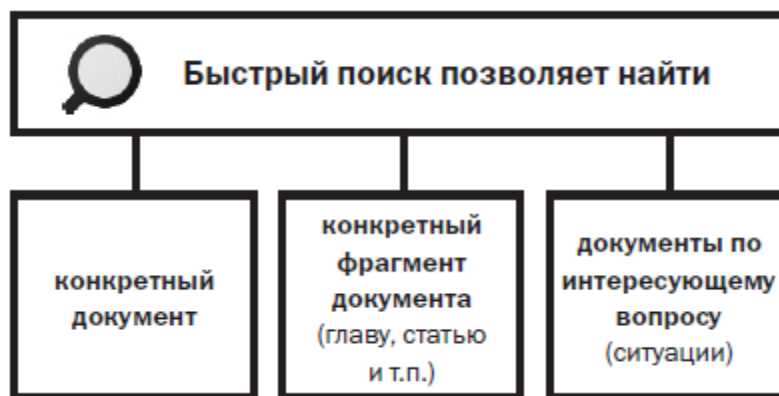 Быстрый поиск позволяет найти
конкретный
документ
конкретный
фрагмент
документа
(главу, статью
и т.п.)
документы по
интересующему
вопросу
(ситуации)